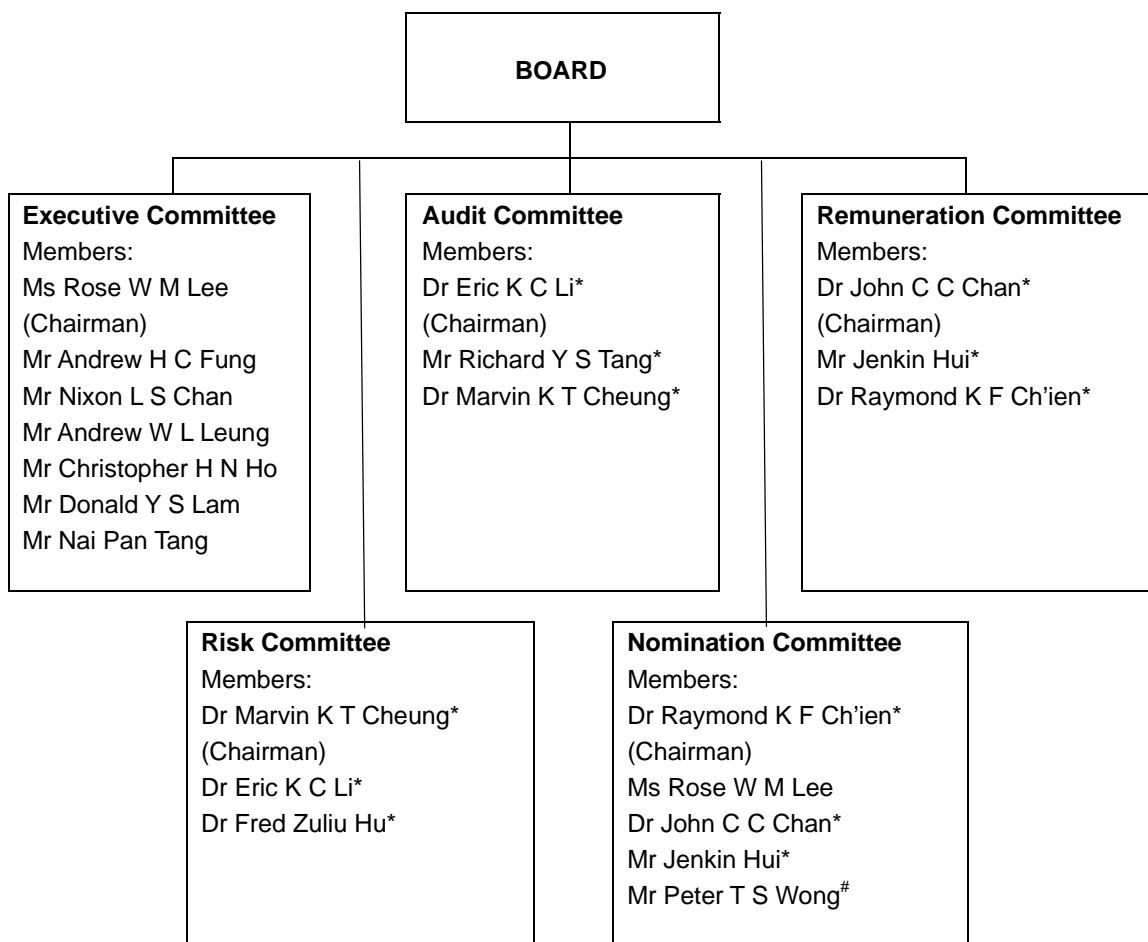 BOARD
Executive Committee
Members:
Ms Rose W M Lee
(Chairman)
Mr Andrew H C Fung
Mr Nixon L S Chan
Mr Andrew W L Leung
Mr Christopher H N Ho
Mr Donald Y S Lam
Mr Nai Pan Tang
Audit Committee
Members:
Dr Eric K C Li*
(Chairman)
Mr Richard Y S Tang*
Dr Marvin K T Cheung*
Remuneration Committee
Members:
Dr John C C Chan*
(Chairman)
Mr Jenkin Hui*
Dr Raymond K F Ch'ien*
Risk Committee
Members:
Dr Marvin K T Cheung*
(Chairman)
Dr Eric K C Li*
Dr Fred Zuliu Hu*
Nomination Committee
Members:
Dr Raymond K F Ch'ien*
(Chairman)
Ms Rose W M Lee
Dr John C C Chan*
Mr Jenkin Hui*
Mr Peter T S Wong#